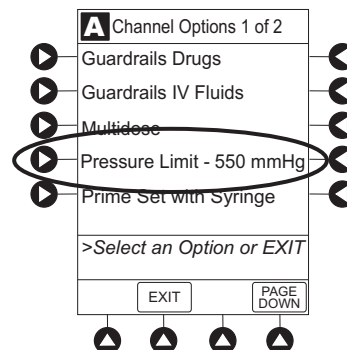 A Channel Options 1 of 2
Guardrails Drugs
Guardrails IV Fluids
Multidose
Pressure Limit - 550 mmHg
Prime Set with Syringe
>Select an Option or EXIT
EXIT
PAGE
DOWN